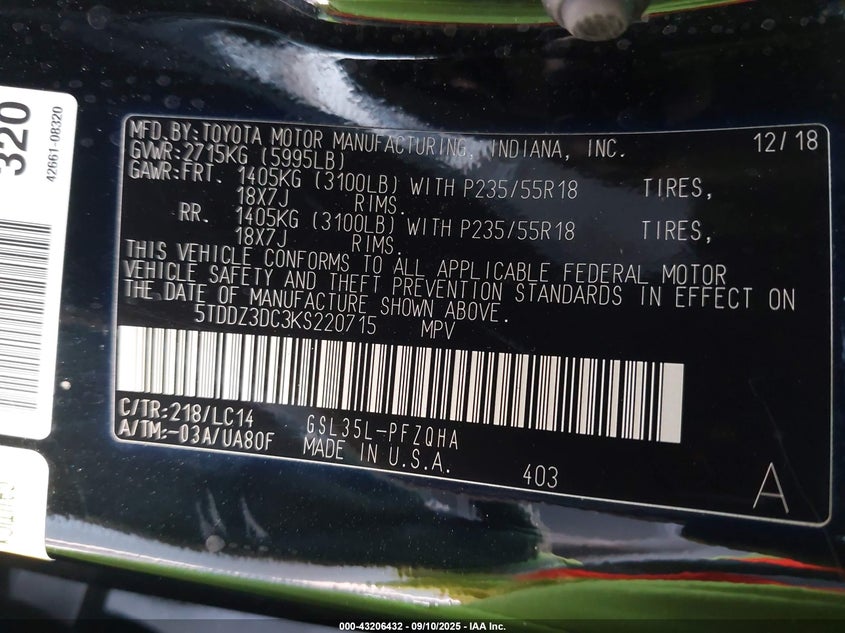 320
42661-08320
MFD.BY:TOYOTA MOTOR MANUFACTURING, INDIANA, INC. 12/18
GVWR:2715KG (5995LB)
GAWR:FRT. 1405KG (3100LB) WITH P235/55R18 TIRES,
18X7J RIMS.
RR. 1405KG (3100LB) WITH P235/55R18 TIRES,
18X7J RIMS.
THIS VEHICLE CONFORMS TO ALL APPLICABLE FEDERAL MOTOR
VEHICLE SAFETY AND THEFT PREVENTION STANDARDS IN EFFECT ON
THE DATE OF MANUFACTURE SHOWN ABOVE.
5TDDZ3DC3KS220715 MPV
C/TR:218/LC14 GSL35L-PFZQHA
A/TM:-03A/UA80F MADE IN U.S.A.
403 A
000-43206432 - 09/10/2025 - IAA Inc.